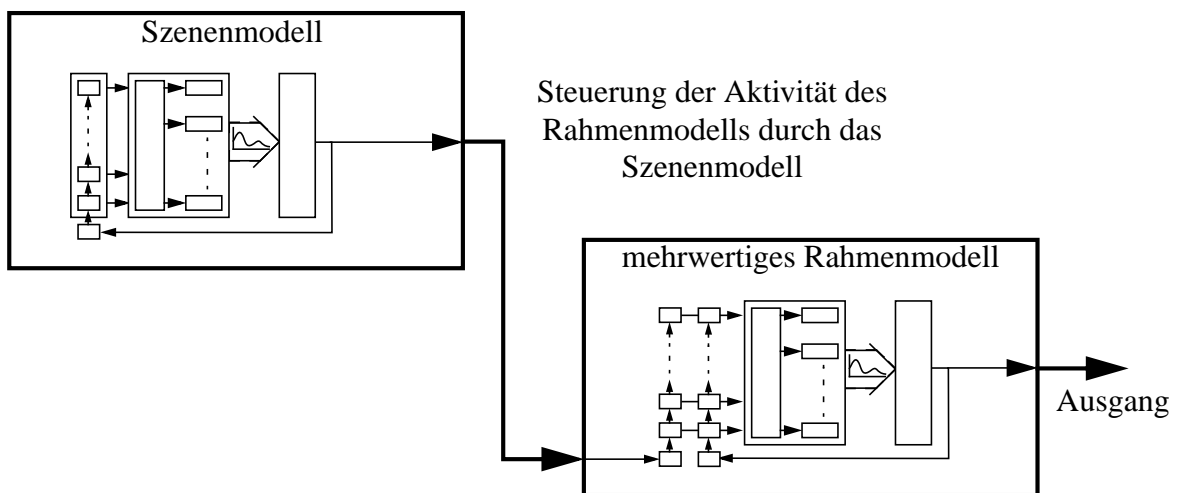 Szenenmodell
Steuerung der Aktivität des
Rahmenmodells durch das
Szenenmodell
mehrwertiges Rahmenmodell
Ausgang